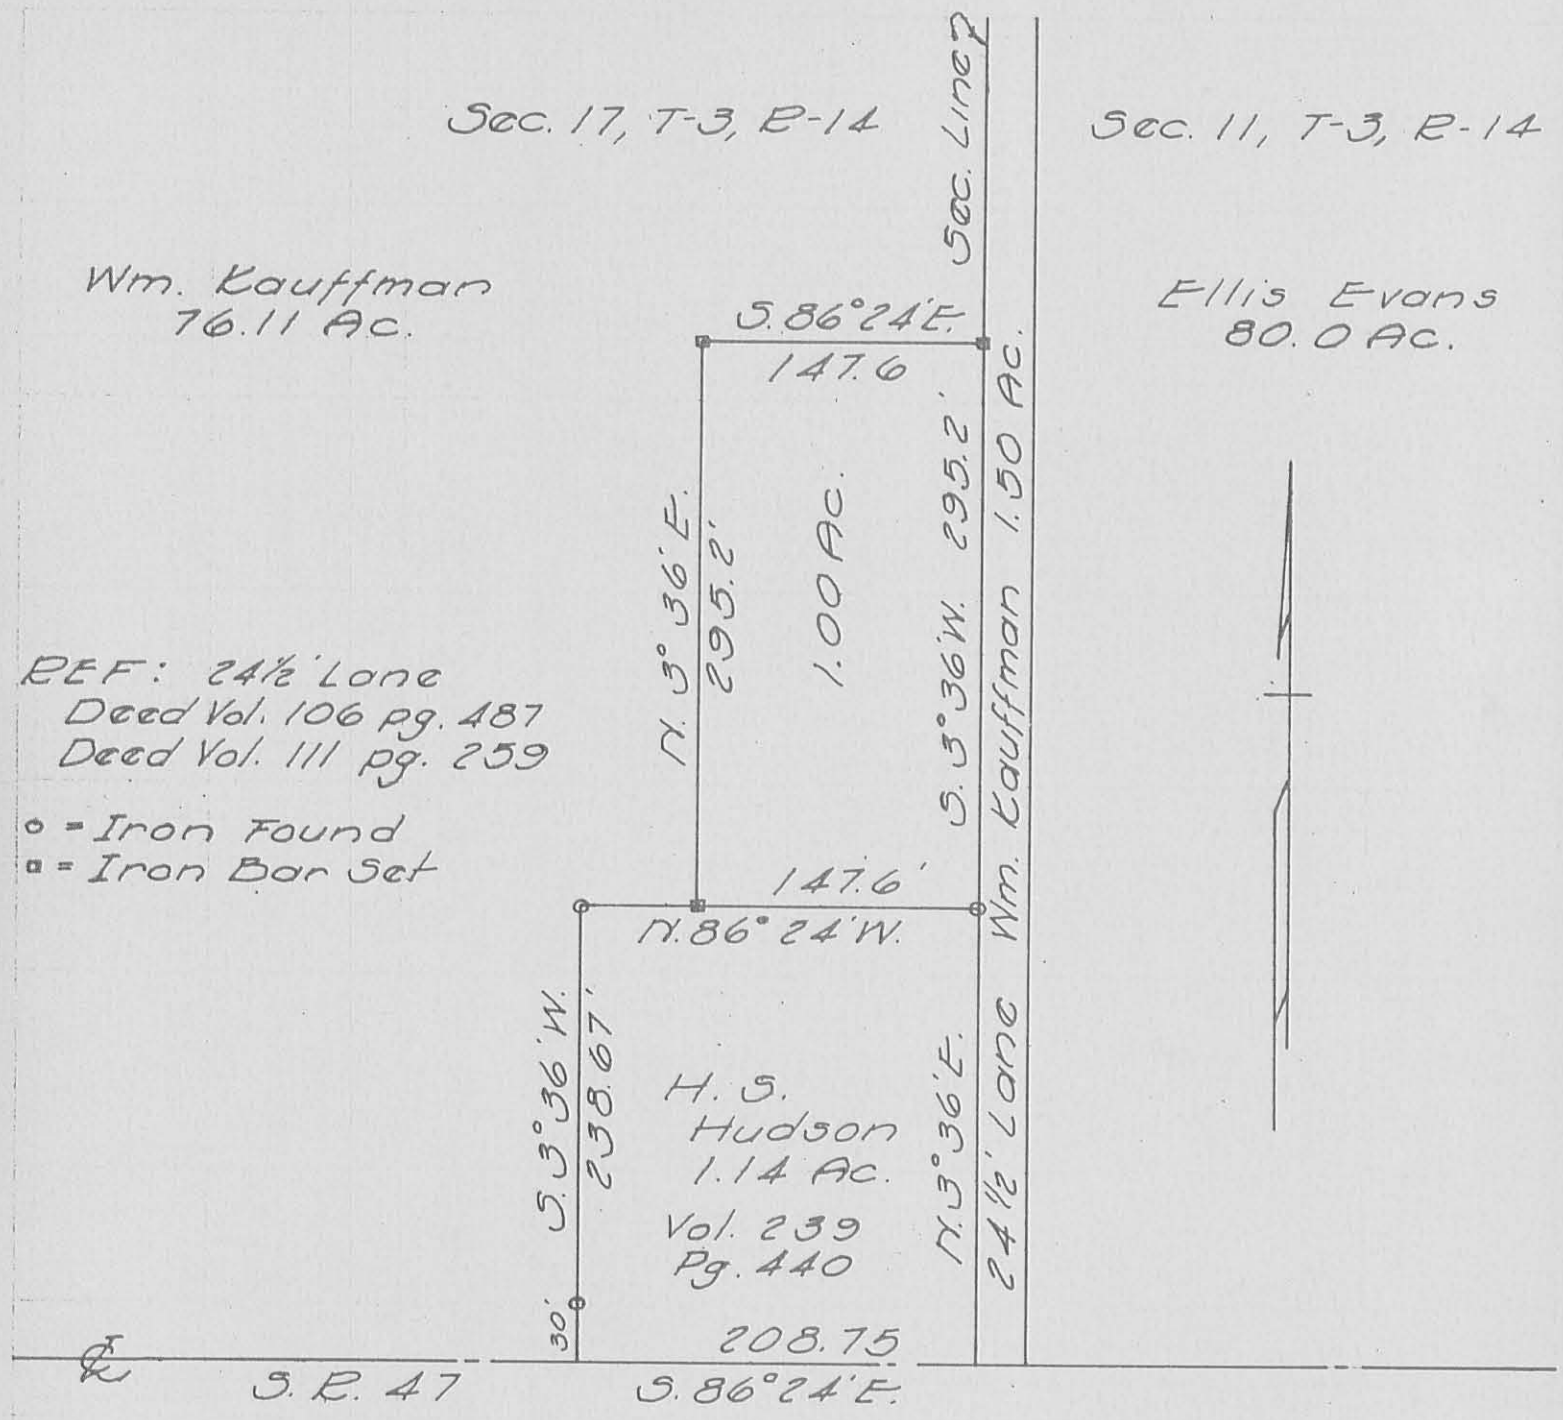 Sec. Line
Sec. 17, T-3, R-14
Sec. 11, T-3, R-14
Wm. Kauffman
76.11 Ac.
Ellis Evans
80.0 Ac.
S. 86° 24' E.
147.6
N. 3° 36' E.
295.2'
1.00 Ac.
S. 3° 36' W. 295.2'
24 1/2' Lane Wm. Kauffman 1.50 Ac.
REF: 24 1/2' Lane
Deed Vol. 106 pg. 487
Deed Vol. 111 pg. 259
o = Iron Found
▫ = Iron Bar Set
147.6'
N. 86° 24' W.
S. 3° 36' W.
238.67'
H. S.
Hudson
1.14 Ac.
Vol. 239
Pg. 440
N. 3° 36' E.
30'
208.75
℄
S. R. 47
S. 86° 24' E.